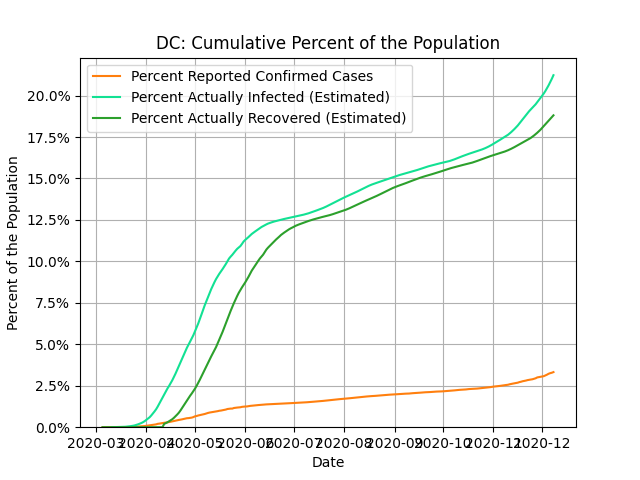 DC: Cumulative Percent of the Population
Percent Reported Confirmed Cases
Percent Actually Infected (Estimated)
Percent Actually Recovered (Estimated)
Percent of the Population
20.0%
17.5%
15.0%
12.5%
10.0%
7.5%
5.0%
2.5%
0.0%
2020-03 2020-04 2020-05 2020-06 2020-07 2020-08 2020-09 2020-10 2020-11 2020-12
Date